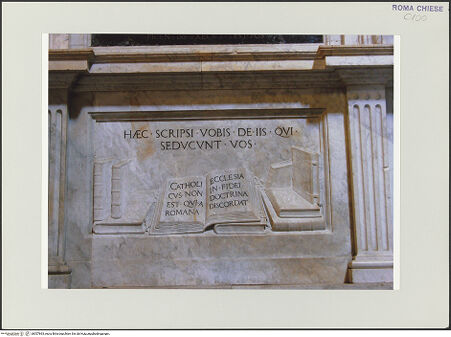 ROMA CHIESE
C100
HÆC · SCRIPSI · VOBIS · DE · IIS · QVI ·
SEDVCVNT · VOS ·
CATHOLI
CVS NON
EST QVI A
ROMANA
ECCLESIA
IN · FIDEI
DOCTRINA
DISCORDAT